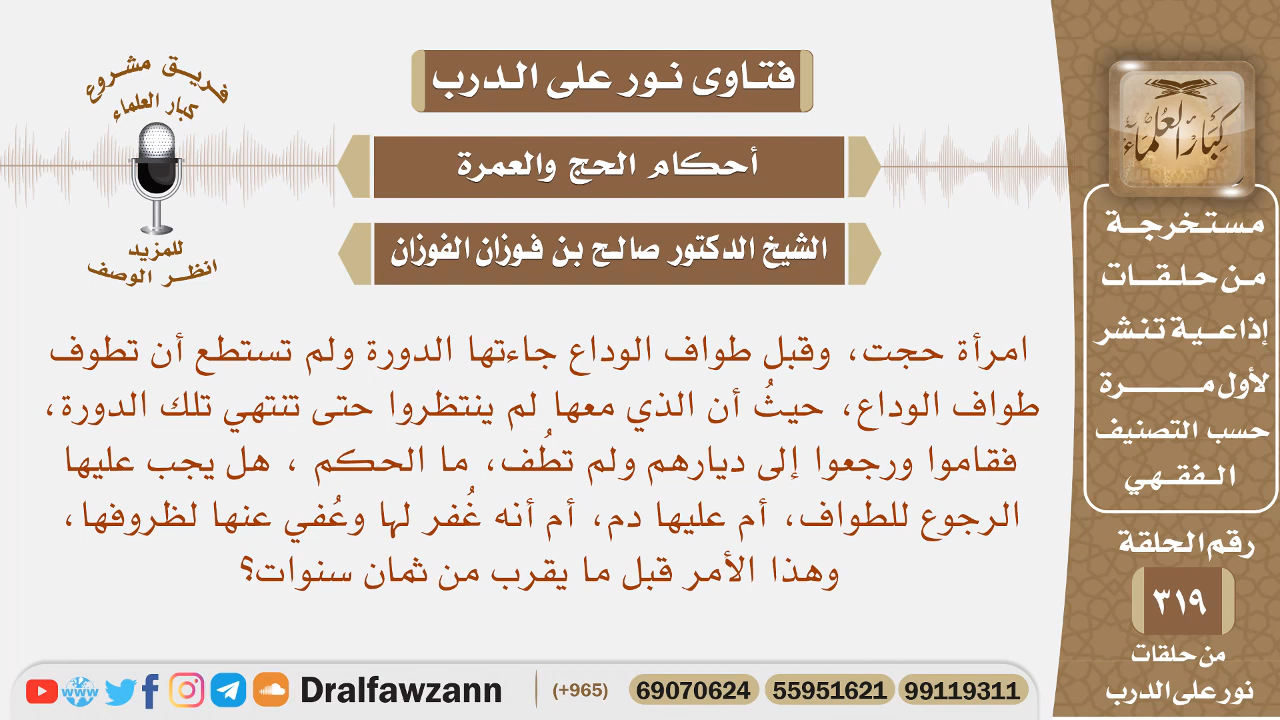 فتاوى نور على الدرب
أحكام الحج والعمرة
الشيخ الدكتور صالح بن فوزان الفوزان
فريق مشروع
كبار العلماء
للمزيد
انظر الوصف
كبار العلماء
مستخرجة
من حلقات
إذاعية تنشر
لأول مرة
حسب التصنيف
الفقهي
رقم الحلقة
٣١٩
من حلقات
نور على الدرب
امرأة حجت، وقبل طواف الوداع جاءتها الدورة ولم تستطع أن تطوف
طواف الوداع، حيثُ أن الذي معها لم ينتظروا حتى تنتهي تلك الدورة،
فقاموا ورجعوا إلى ديارهم ولم تطُف، ما الحكم ، هل يجب عليها
الرجوع للطواف، أم عليها دم، أم أنه غُفر لها وعُفي عنها لظروفها،
وهذا الأمر قبل ما يقرب من ثمان سنوات؟
www
Dralfawzann (+965) 69070624 55951621 99119311